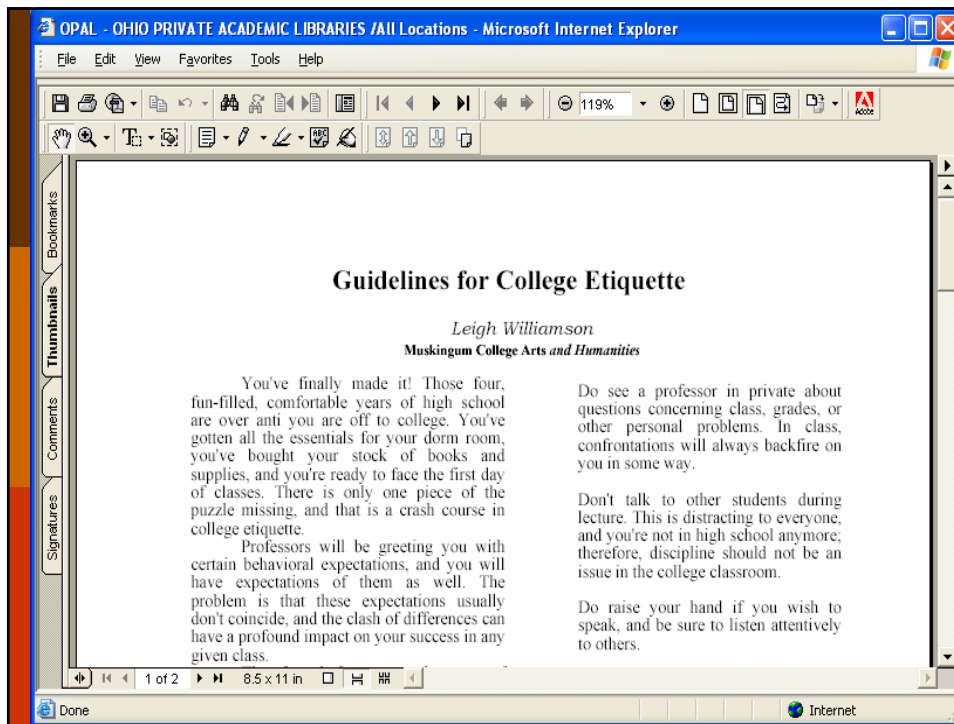 OPAL - OHIO PRIVATE ACADEMIC LIBRARIES /All Locations - Microsoft Internet Explorer
File Edit View Favorites Tools Help
119%
Adobe
Bookmarks
Thumbnails
Comments
Signatures
Guidelines for College Etiquette
Leigh Williamson
Muskingum College Arts and Humanities
You've finally made it! Those four,
fun-filled, comfortable years of high school
are over anti you are off to college. You've
gotten all the essentials for your dorm room,
you've bought your stock of books and
supplies, and you're ready to face the first day
of classes. There is only one piece of the
puzzle missing, and that is a crash course in
college etiquette.
Professors will be greeting you with
certain behavioral expectations, and you will
have expectations of them as well. The
problem is that these expectations usually
don't coincide, and the clash of differences can
have a profound impact on your success in any
given class.
Do see a professor in private about
questions concerning class, grades, or
other personal problems. In class,
confrontations will always backfire on
you in some way.
Don't talk to other students during
lecture. This is distracting to everyone,
and you're not in high school anymore;
therefore, discipline should not be an
issue in the college classroom.
Do raise your hand if you wish to
speak, and be sure to listen attentively
to others.
1 of 2 8.5 x 11 in
Done Internet